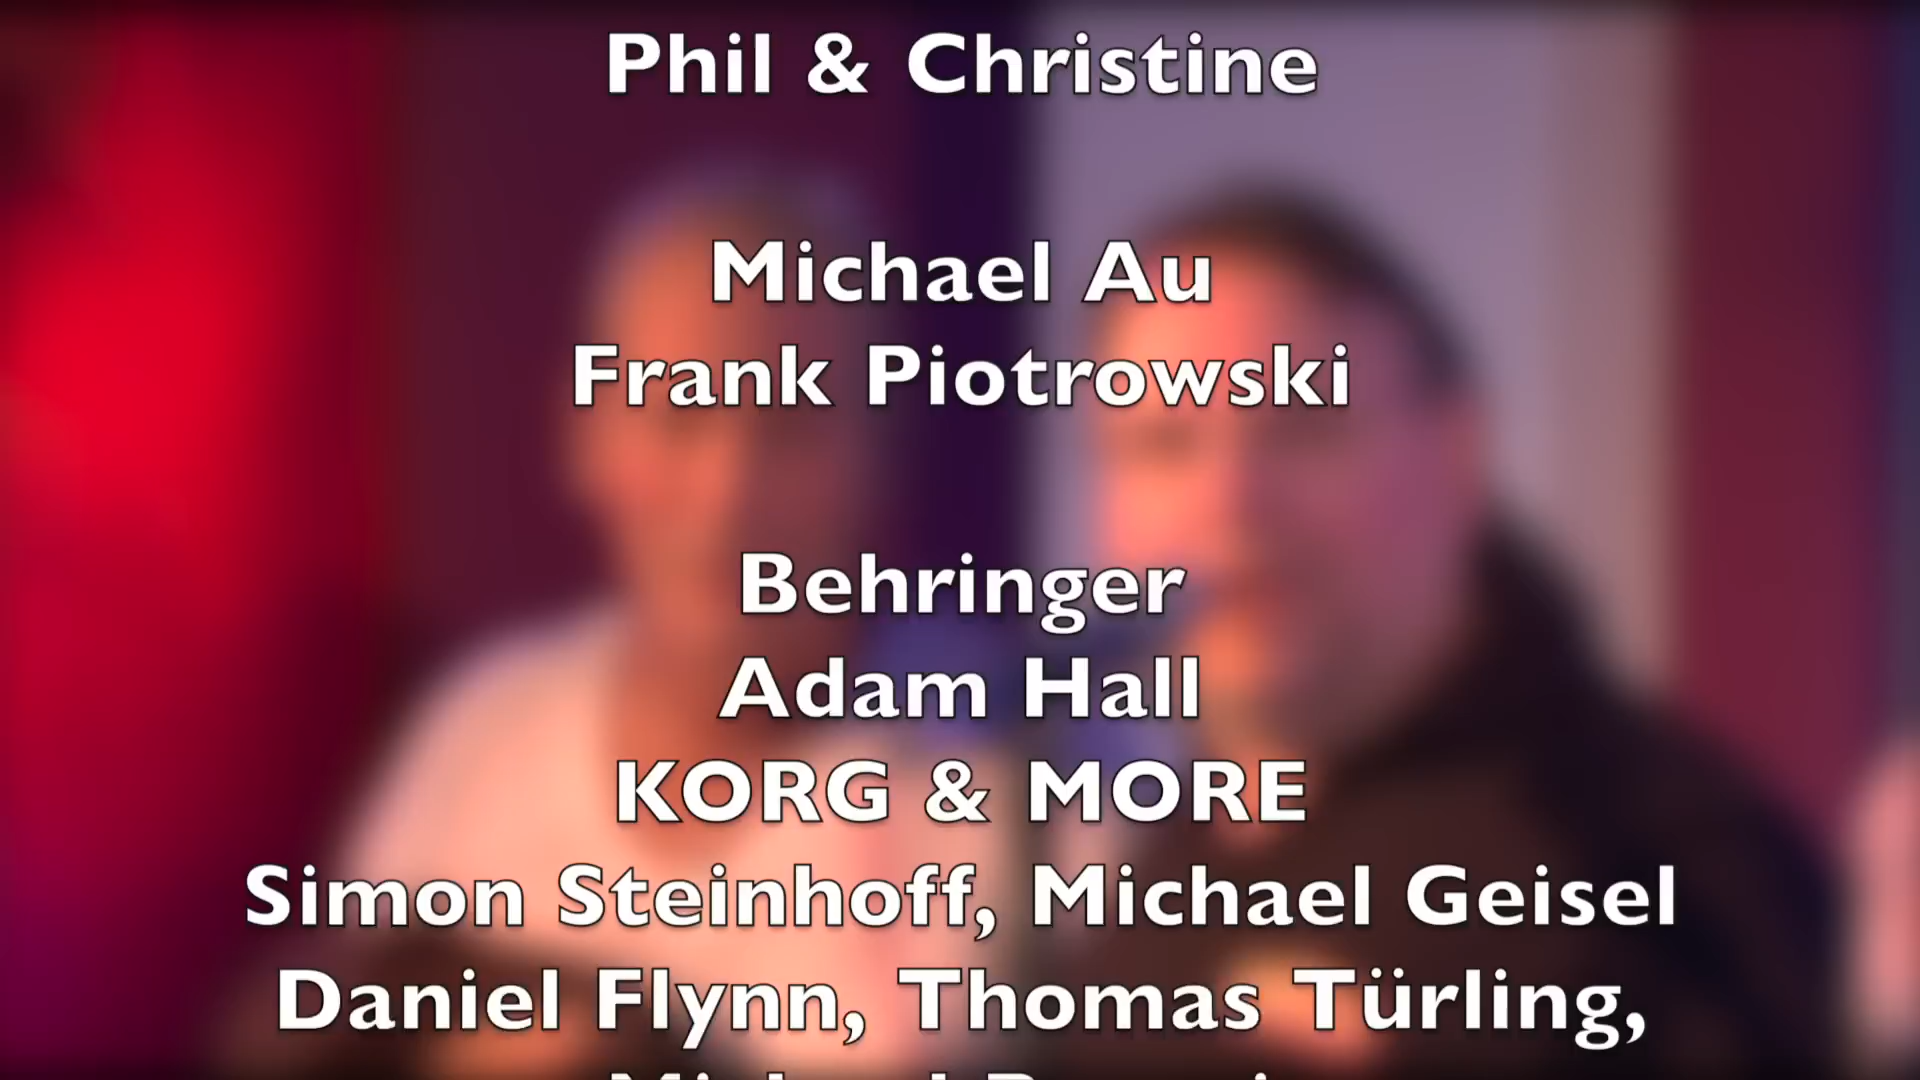 Phil & Christine
Michael Au
Frank Piotrowski
Behringer
Adam Hall
KORG & MORE
Simon Steinhoff, Michael Geisel
Daniel Flynn, Thomas Türling,